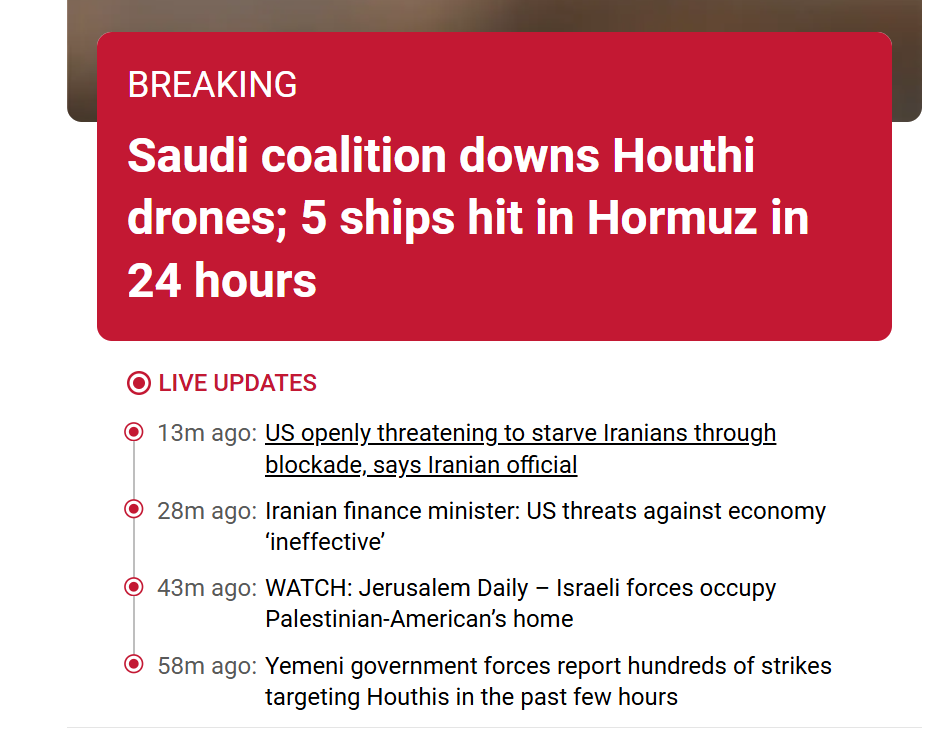 BREAKING
Saudi coalition downs Houthi
drones; 5 ships hit in Hormuz in
24 hours
LIVE UPDATES
13m ago: US openly threatening to starve Iranians through
blockade, says Iranian official
28m ago: Iranian finance minister: US threats against economy
‘ineffective’
43m ago: WATCH: Jerusalem Daily – Israeli forces occupy
Palestinian-American’s home
58m ago: Yemeni government forces report hundreds of strikes
targeting Houthis in the past few hours